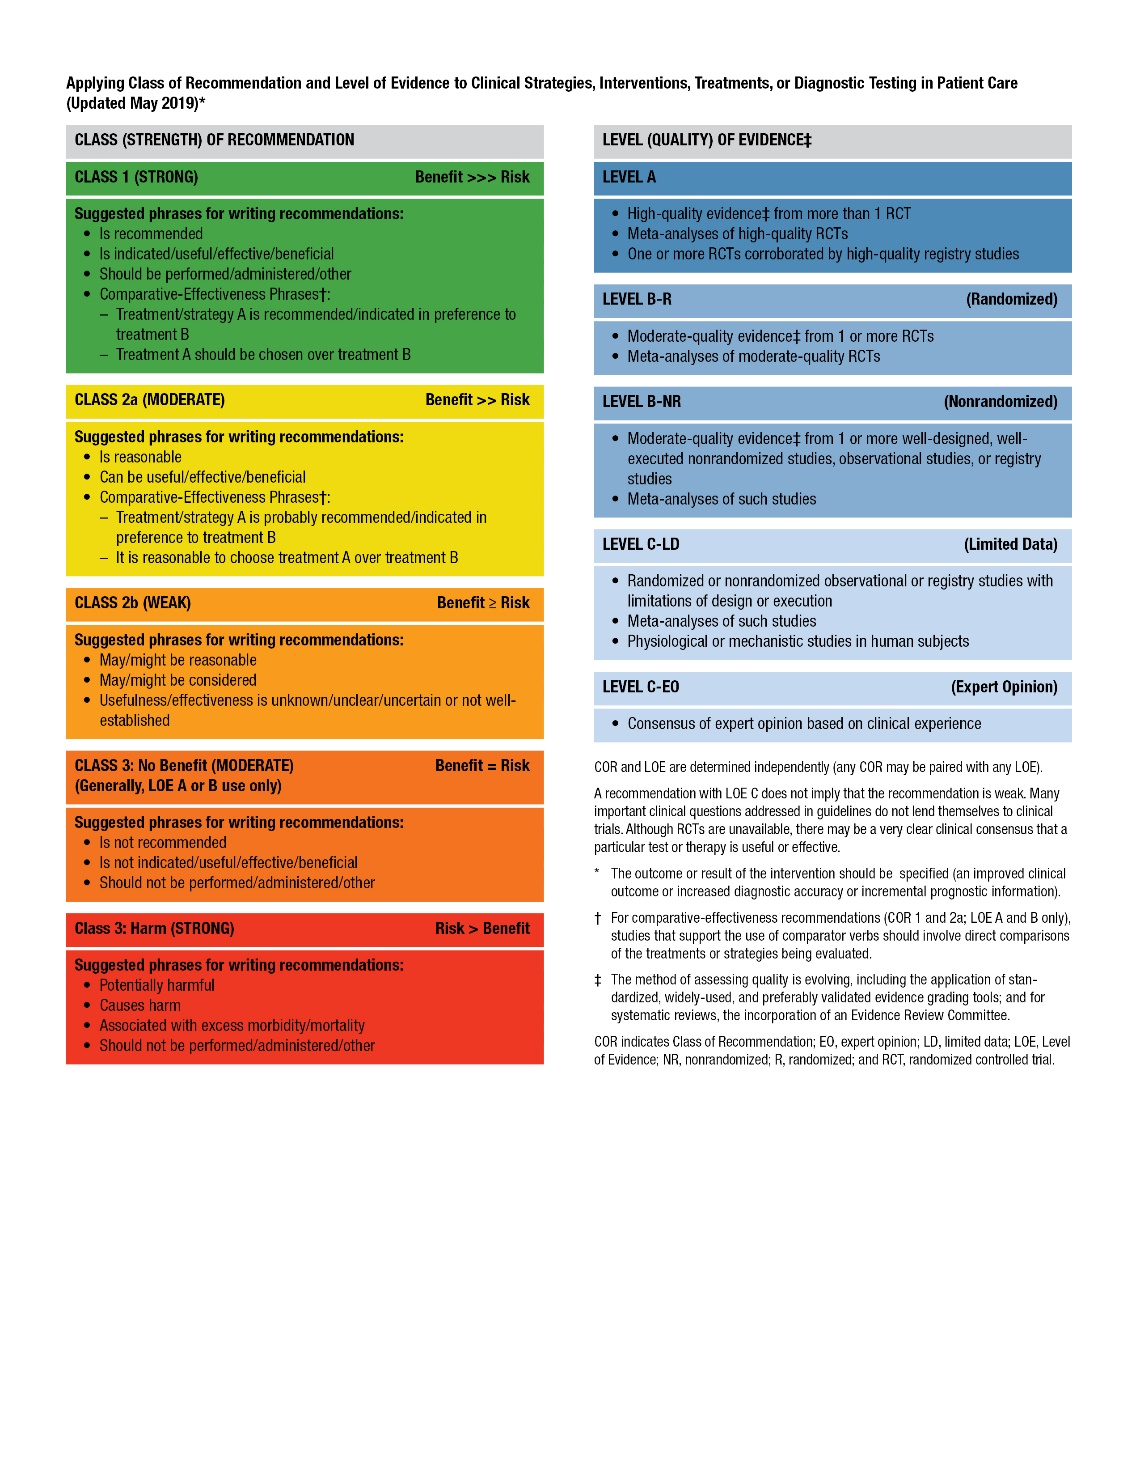 Applying Class of Recommendation and Level of Evidence to Clinical Strategies, Interventions, Treatments, or Diagnostic Testing in Patient Care
(Updated May 2019)*
CLASS (STRENGTH) OF RECOMMENDATION
CLASS 1 (STRONG) Benefit >>> Risk
Suggested phrases for writing recommendations:
• Is recommended
• Is indicated/useful/effective/beneficial
• Should be performed/administered/other
• Comparative-Effectiveness Phrases†:
– Treatment/strategy A is recommended/indicated in preference to
treatment B
– Treatment A should be chosen over treatment B
CLASS 2a (MODERATE) Benefit >> Risk
Suggested phrases for writing recommendations:
• Is reasonable
• Can be useful/effective/beneficial
• Comparative-Effectiveness Phrases†:
– Treatment/strategy A is probably recommended/indicated in
preference to treatment B
– It is reasonable to choose treatment A over treatment B
CLASS 2b (WEAK) Benefit ≥ Risk
Suggested phrases for writing recommendations:
• May/might be reasonable
• May/might be considered
• Usefulness/effectiveness is unknown/unclear/uncertain or not well-
established
CLASS 3: No Benefit (MODERATE) Benefit = Risk
(Generally, LOE A or B use only)
Suggested phrases for writing recommendations:
• Is not recommended
• Is not indicated/useful/effective/beneficial
• Should not be performed/administered/other
Class 3: Harm (STRONG) Risk > Benefit
Suggested phrases for writing recommendations:
• Potentially harmful
• Causes harm
• Associated with excess morbidity/mortality
• Should not be performed/administered/other
LEVEL (QUALITY) OF EVIDENCE‡
LEVEL A
• High-quality evidence‡ from more than 1 RCT
• Meta-analyses of high-quality RCTs
• One or more RCTs corroborated by high-quality registry studies
LEVEL B-R (Randomized)
• Moderate-quality evidence‡ from 1 or more RCTs
• Meta-analyses of moderate-quality RCTs
LEVEL B-NR (Nonrandomized)
• Moderate-quality evidence‡ from 1 or more well-designed, well-
executed nonrandomized studies, observational studies, or registry
studies
• Meta-analyses of such studies
LEVEL C-LD (Limited Data)
• Randomized or nonrandomized observational or registry studies with
limitations of design or execution
• Meta-analyses of such studies
• Physiological or mechanistic studies in human subjects
LEVEL C-EO (Expert Opinion)
• Consensus of expert opinion based on clinical experience
COR and LOE are determined independently (any COR may be paired with any LOE).
A recommendation with LOE C does not imply that the recommendation is weak. Many
important clinical questions addressed in guidelines do not lend themselves to clinical
trials. Although RCTs are unavailable, there may be a very clear clinical consensus that a
particular test or therapy is useful or effective.
* The outcome or result of the intervention should be specified (an improved clinical
outcome or increased diagnostic accuracy or incremental prognostic information).
† For comparative-effectiveness recommendations (COR 1 and 2a; LOE A and B only),
studies that support the use of comparator verbs should involve direct comparisons
of the treatments or strategies being evaluated.
‡ The method of assessing quality is evolving, including the application of stan-
dardized, widely-used, and preferably validated evidence grading tools; and for
systematic reviews, the incorporation of an Evidence Review Committee.
COR indicates Class of Recommendation; EO, expert opinion; LD, limited data; LOE, Level
of Evidence; NR, nonrandomized; R, randomized; and RCT, randomized controlled trial.